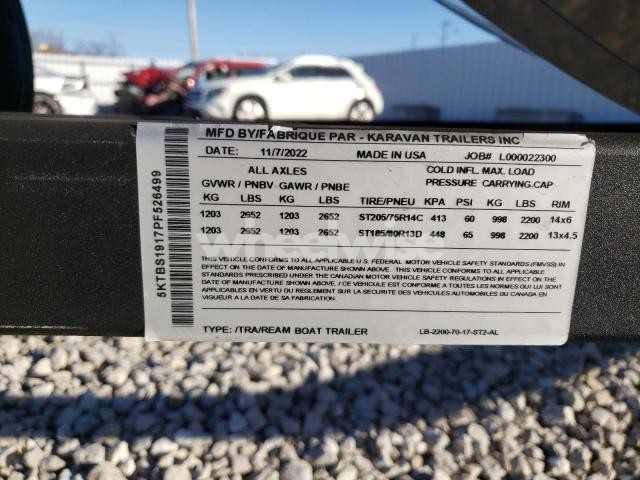 MFD BY/FABRIQUE PAR - KARAVAN TRAILERS INC
DATE: 11/7/2022 MADE IN USA JOB# L000022300
ALL AXLES COLD INFL. MAX. LOAD
GVWR / PNBV GAWR / PNBE PRESSURE CARRYING.CAP
KG LBS KG LBS TIRE/PNEU KPA PSI KG LBS RIM
1203 2652 1203 2652 ST205/75R14C 413 60 998 2200 14x6
1203 2652 1203 2652 ST185/80R13D 448 65 998 2200 13x4.5
THIS VEHICLE CONFORMS TO ALL APPLICABLE U.S. FEDERAL MOTOR VEHICLE SAFETY STANDARDS (FMVSS) IN
EFFECT ON THE DATE OF MANUFACTURE SHOWN ABOVE. / THIS VEHICLE CONFORMS TO ALL APPLICABLE
STANDARDS PRESCRIBED UNDER THE CANADIAN MOTOR VEHICLE SAFETY REGULATIONS IN EFFECT ON THE
DATE OF MANUFACTURE SHOWN ABOVE. / CE VEHICULE EST CONFORME A TOUTES LES NORMES QUI LUI SONT
APPLICABLES EN VERTU DU REGLEMENT SUR LA SECURITE DES VEHICULES AUTOMOBILES DU CANADA EN
VIGUEUR A LA DATE DE SA FABRICATION.
TYPE: /TRA/REAM BOAT TRAILER LB-2200-70-17-ST2-AL
5KTBS1917PF526499
wheelwise